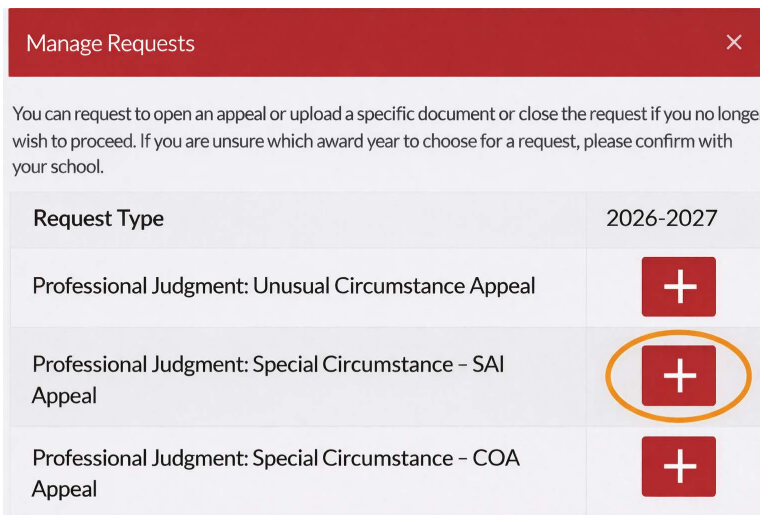 Manage Requests ×
You can request to open an appeal or upload a specific document or close the request if you no longe
wish to proceed. If you are unsure which award year to choose for a request, please confirm with
your school.
Request Type 2026-2027
Professional Judgment: Unusual Circumstance Appeal +
Professional Judgment: Special Circumstance – SAI +
Appeal
Professional Judgment: Special Circumstance – COA +
Appeal